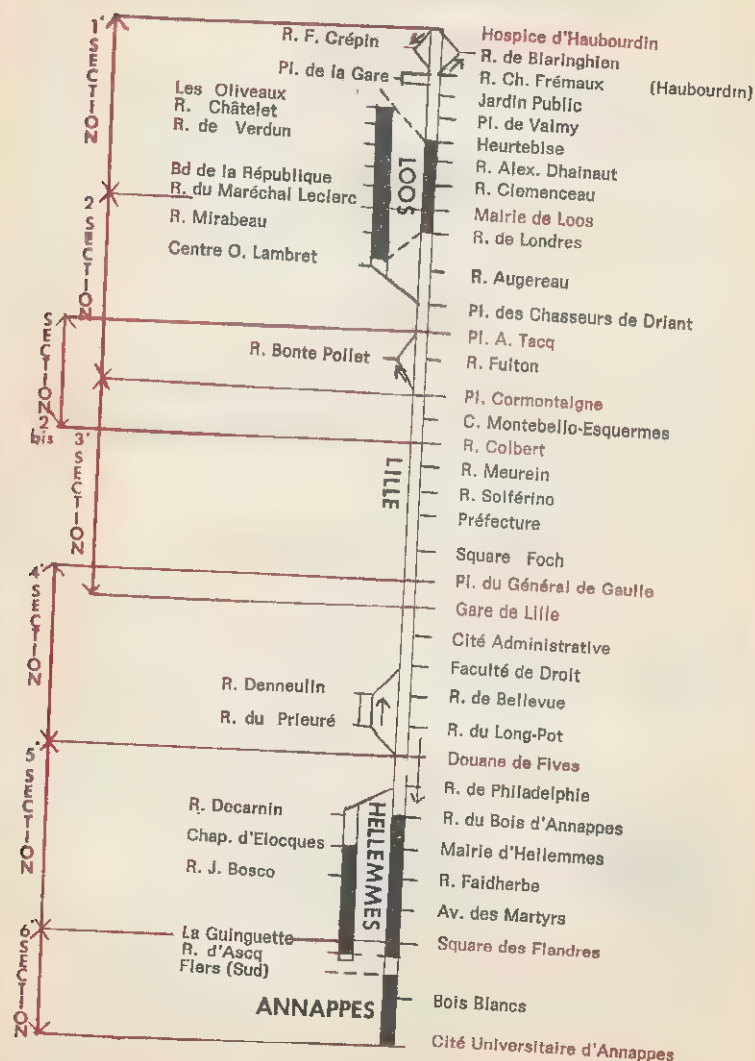 1' SECTION
2 SECTION
SECTION 2 bis
3' SECTION
4' SECTION
5' SECTION
6' SECTION
R. F. Crépin
Pl. de la Gare
Les Oliveaux
R. Châtelet
R. de Verdun
Bd de la République
R. du Maréchal Leclerc
R. Mirabeau
Centre O. Lambret
R. Bonte Pollet
R. Denneulin
R. du Prieuré
R. Decarnin
Chap. d'Elocques
R. J. Bosco
La Guinguette
R. d'Ascq
Flers (Sud)
LOOS
LILLE
HELLEMMES
ANNAPPES
Hospice d'Haubourdin
R. de Blaringhien
R. Ch. Frémaux (Haubourdin)
Jardin Public
Pl. de Valmy
Heurtebise
R. Alex. Dhainaut
R. Clemenceau
Mairie de Loos
R. de Londres
R. Augereau
Pl. des Chasseurs de Driant
Pl. A. Tacq
R. Fulton
Pl. Cormontaigne
C. Montebello-Esquermes
R. Colbert
R. Meurein
R. Solférino
Préfecture
Square Foch
Pl. du Général de Gaulle
Gare de Lille
Cité Administrative
Faculté de Droit
R. de Bellevue
R. du Long-Pot
Douane de Fives
R. de Philadelphie
R. du Bois d'Annappes
Mairie d'Hellemmes
R. Faidherbe
Av. des Martyrs
Square des Flandres
Bois Blancs
Cité Universitaire d'Annappes